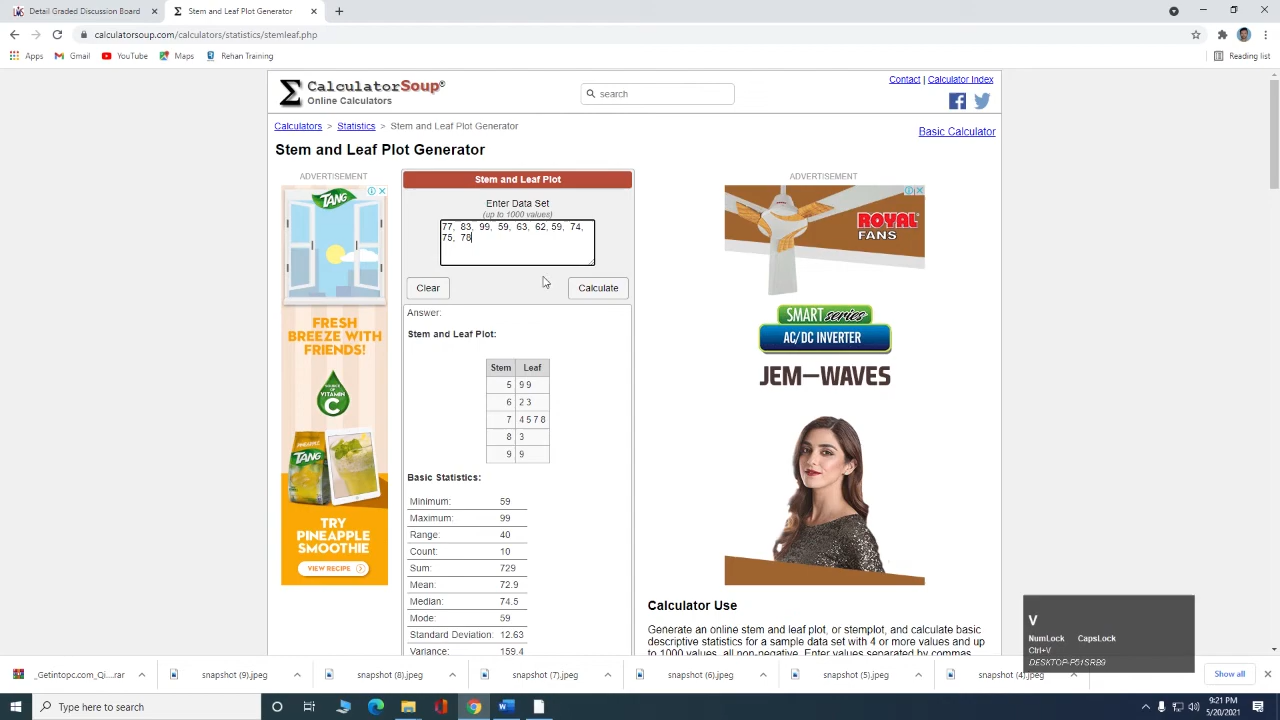 Detail Graded Discussion Board
Stem and Leaf Plot Generator
calculatorsoup.com/calculators/statistics/stemleaf.php
Apps
Gmail
YouTube
Maps
Rehan Training
Reading list
CalculatorSoup®
Online Calculators
search
Contact | Calculator Index
Calculators > Statistics > Stem and Leaf Plot Generator
Basic Calculator
Stem and Leaf Plot Generator
ADVERTISEMENT
TANG
FRESH
BREEZE WITH
FRIENDS!
SOURCE OF
VITAMIN
C
PINEAPPLE
TANG
TRY
PINEAPPLE
SMOOTHIE
VIEW RECIPE
Stem and Leaf Plot
Enter Data Set
(up to 1000 values)
77, 83, 99, 59, 63, 62, 59, 74,
75, 78
Clear
Calculate
Answer:
Stem and Leaf Plot:
Stem Leaf
5 9 9
6 2 3
7 4 5 7 8
8 3
9 9
Basic Statistics:
Minimum: 59
Maximum: 99
Range: 40
Count: 10
Sum: 729
Mean: 72.9
Median: 74.5
Mode: 59
Standard Deviation: 12.63
Variance: 159.4
ADVERTISEMENT
ROYAL
FANS
SMART series
AC/DC INVERTER
JEM—WAVES
Calculator Use
Generate an online stem and leaf plot, or stemplot, and calculate basic
descriptive statistics for a sample data set with 4 or more values and up
to 1000 values, all non-negative. Enter values separated by commas
V
NumLock CapsLock
Ctrl+V
DESKTOP-P51SRB9
_Getintopc.com_Qi....rar
snapshot (9).jpeg
snapshot (8).jpeg
snapshot (7).jpeg
snapshot (6).jpeg
snapshot (5).jpeg
snapshot (4).jpeg
Show all
Type here to search
9:21 PM
5/20/2021